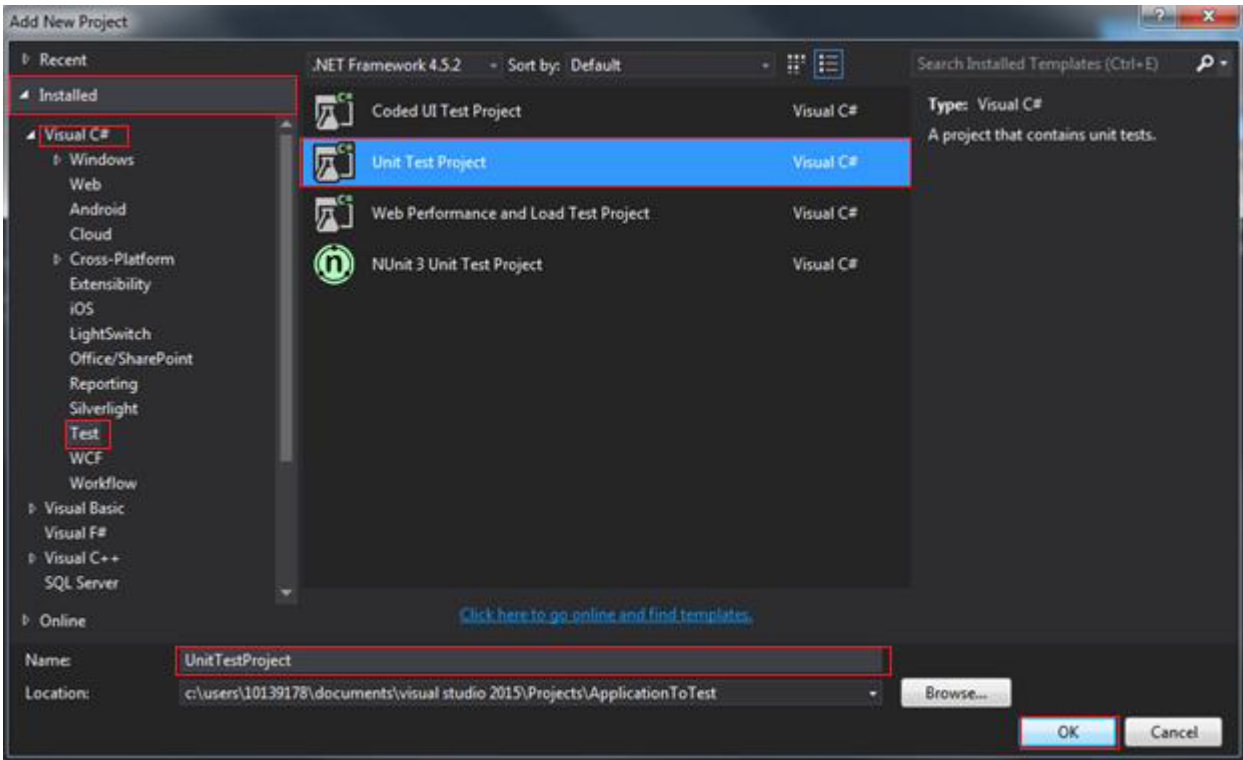 Add New Project
Recent
.NET Framework 4.5.2 Sort by: Default
Search Installed Templates (Ctrl+E)
Installed
Visual C#
Windows
Web
Android
Cloud
Cross-Platform
Extensibility
iOS
LightSwitch
Office/SharePoint
Reporting
Silverlight
Test
WCF
Workflow
Visual Basic
Visual F#
Visual C++
SQL Server
Online
Coded UI Test Project Visual C#
Unit Test Project Visual C#
Web Performance and Load Test Project Visual C#
NUnit 3 Unit Test Project Visual C#
Click here to go online and find templates.
Type: Visual C#
A project that contains unit tests.
Name: UnitTestProject
Location: c:\users\10139178\documents\visual studio 2015\Projects\ApplicationToTest
Browse...
OK Cancel